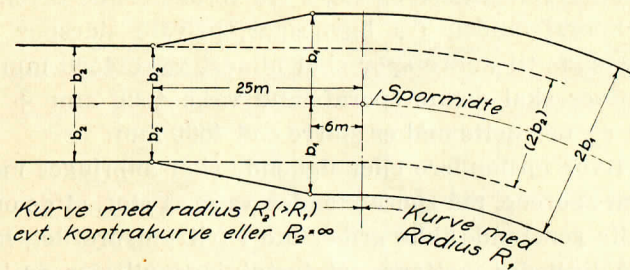 b₂
b₂
b₁
25m
Spormidte
b₂
b₂
b₁
6m
(2b₂)
2b₁
Kurve med radius R₂(>R₁)
evt. kontrakurve eller R₂=∞
Kurve med
Radius R₁